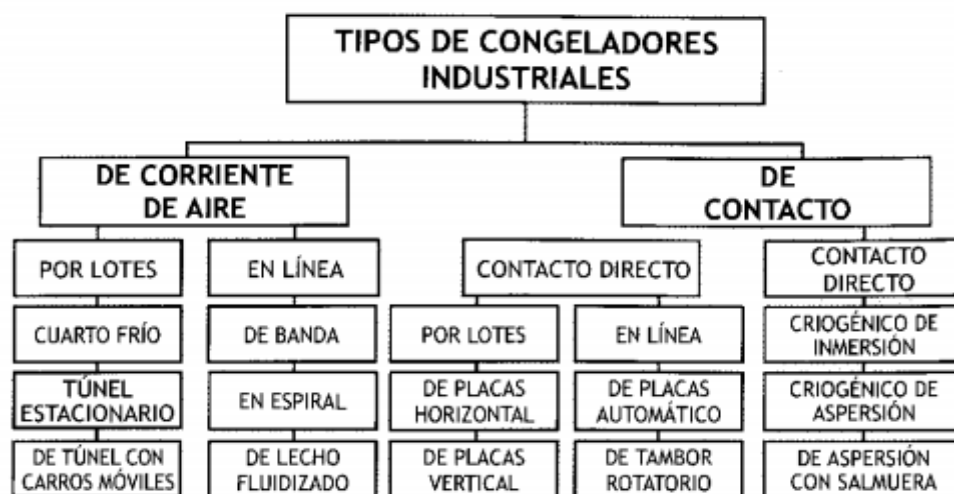 TIPOS DE CONGELADORES
INDUSTRIALES
DE CORRIENTE
DE AIRE
DE
CONTACTO
POR LOTES
EN LÍNEA
CONTACTO DIRECTO
CONTACTO
DIRECTO
CUARTO FRÍO
DE BANDA
POR LOTES
EN LÍNEA
CRIOGÉNICO DE
INMERSIÓN
TÚNEL
ESTACIONARIO
EN ESPIRAL
DE PLACAS
HORIZONTAL
DE PLACAS
AUTOMÁTICO
CRIOGÉNICO DE
ASPERSIÓN
DE TÚNEL CON
CARROS MÓVILES
DE LECHO
FLUIDIZADO
DE PLACAS
VERTICAL
DE TAMBOR
ROTATORIO
DE ASPERSIÓN
CON SALMUERA